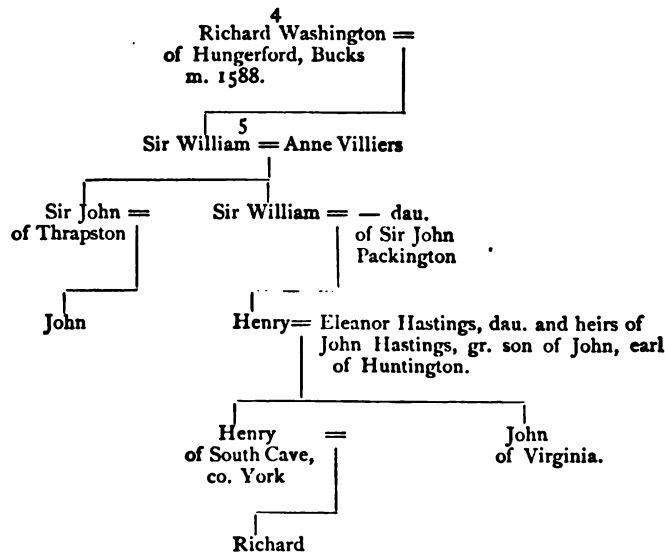 4
Richard Washington =
of Hungerford, Bucks
m. 1588.
5
Sir William = Anne Villiers
Sir John =
of Thrapston
Sir William = — dau.
of Sir John
Packington
John
Henry = Eleanor Hastings, dau. and heirs of
John Hastings, gr. son of John, earl
of Huntington.
Henry =
of South Cave,
co. York
John
of Virginia.
Richard